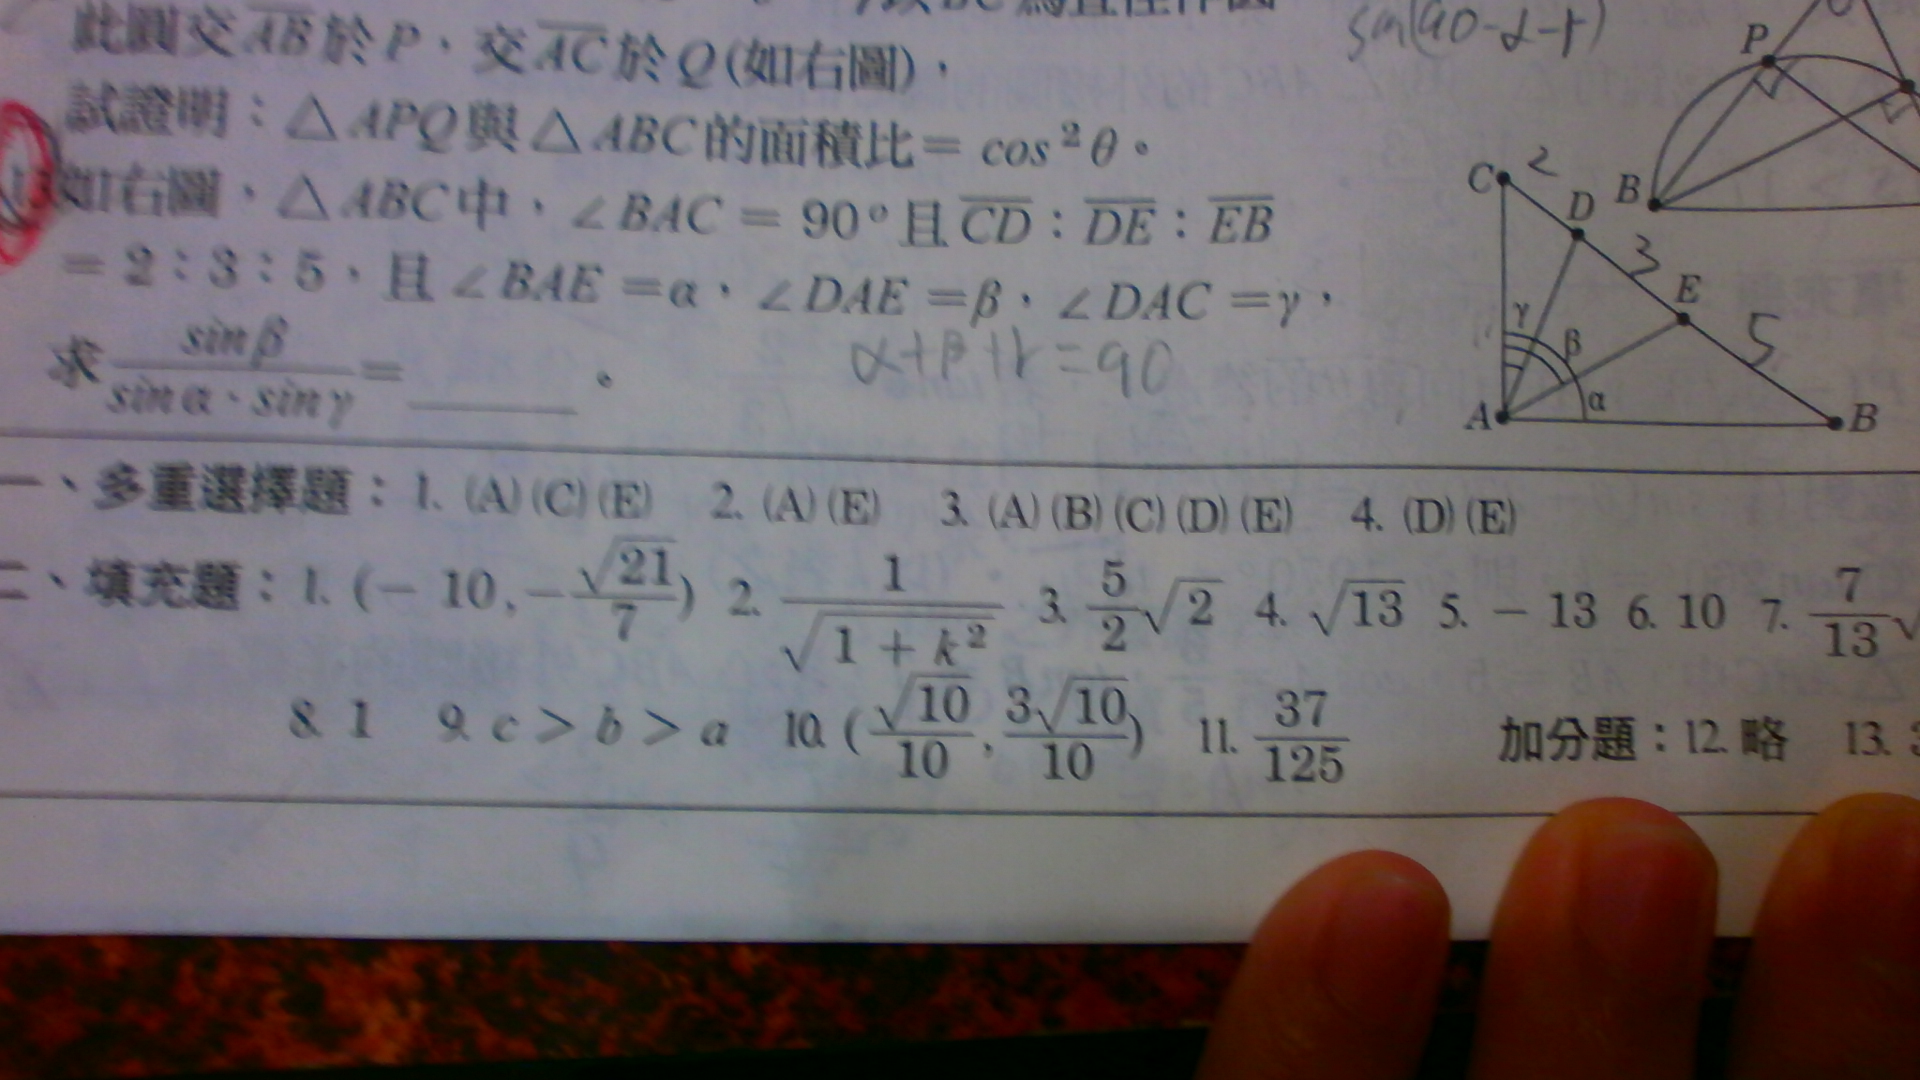 此圓交AB於P，交AC於Q(如右圖)，
sin(90-α-r)
試證明：△APQ與△ABC的面積比=cos²θ。
如右圖，△ABC中，∠BAC=90°且CD：DE：EB
=2：3：5，且∠BAE=α，∠DAE=β，∠DAC=γ，
求 sinβ / sinα·sinγ = ______。
α+β+r=90
P
B
C 2
D
3
E
5
γ
β
α
A
B
一、多重選擇題：1. (A)(C)(E) 2. (A)(E) 3. (A)(B)(C)(D)(E) 4. (D)(E)
二、填充題：1. (-10, -√21/7) 2. 1/√(1+k²) 3. 5/2√2 4. √13 5. -13 6. 10 7. 7/13√
8. 1 9. c>b>a 10. (√10/10, 3√10/10) 11. 37/125 加分題：12. 略 13.